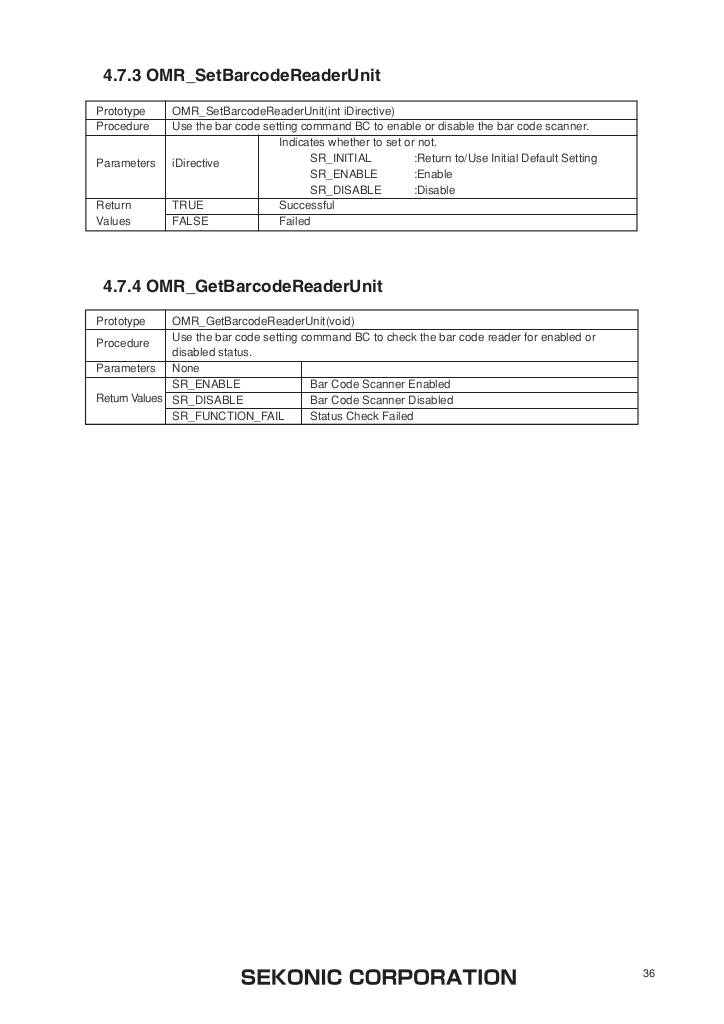 4.7.3 OMR_SetBarcodeReaderUnit
Prototype OMR_SetBarcodeReaderUnit(int iDirective)
Procedure Use the bar code setting command BC to enable or disable the bar code scanner.
Indicates whether to set or not.
Parameters iDirective SR_INITIAL :Return to/Use Initial Default Setting
SR_ENABLE :Enable
SR_DISABLE :Disable
Return TRUE Successful
Values FALSE Failed
4.7.4 OMR_GetBarcodeReaderUnit
Prototype OMR_GetBarcodeReaderUnit(void)
Procedure Use the bar code setting command BC to check the bar code reader for enabled or
disabled status.
Parameters None
SR_ENABLE Bar Code Scanner Enabled
Return Values SR_DISABLE Bar Code Scanner Disabled
SR_FUNCTION_FAIL Status Check Failed
SEKONIC CORPORATION
36